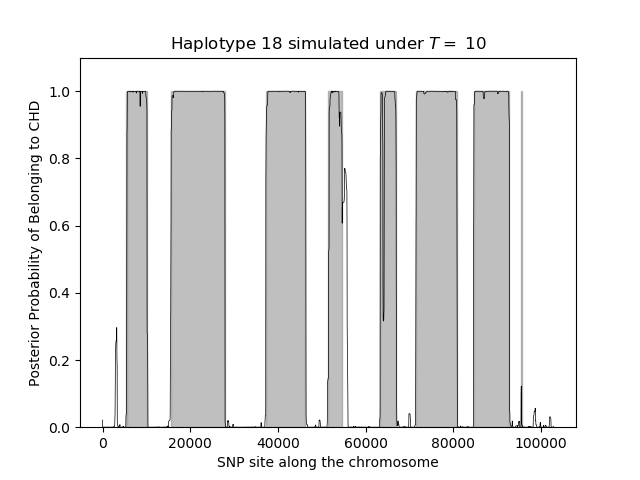 Haplotype 18 simulated under T = 10
Posterior Probability of Belonging to CHD
1.0
0.8
0.6
0.4
0.2
0.0
0 20000 40000 60000 80000 100000
SNP site along the chromosome